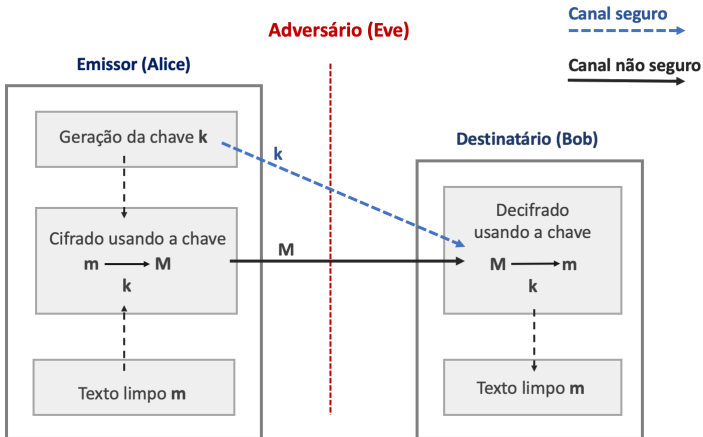 Canal seguro
Adversário (Eve)
Canal não seguro
Emissor (Alice)
Geração da chave k
k
Destinatário (Bob)
Cifrado usando a chave
m M
k
M
Decifrado
usando a chave
M m
k
Texto limpo m
Texto limpo m